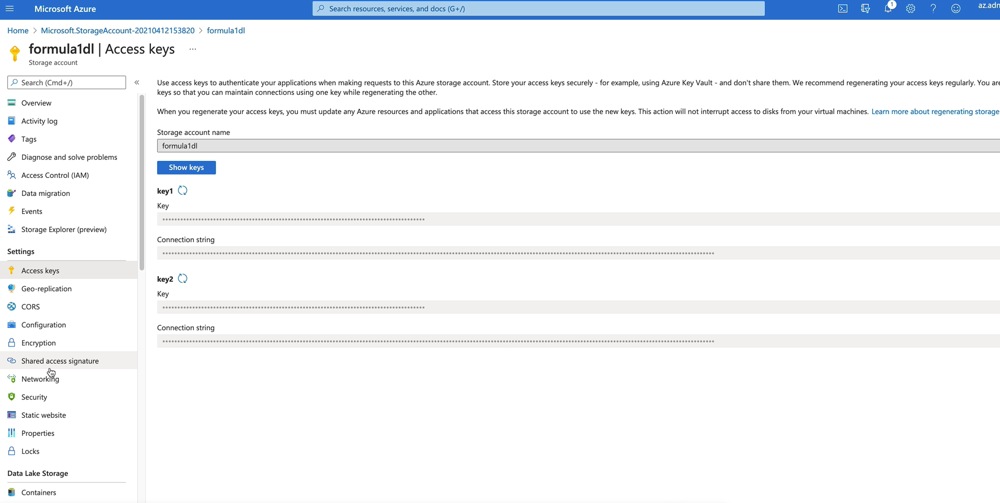 Microsoft Azure
Search resources, services, and docs (G+/)
1
az.adm
Home > Microsoft.StorageAccount-20210412153820 > formula1dl
formula1dl | Access keys ...
Storage account
Search (Cmd+/)
«
Overview
Activity log
Tags
Diagnose and solve problems
Access Control (IAM)
Data migration
Events
Storage Explorer (preview)
Settings
Access keys
Geo-replication
CORS
Configuration
Encryption
Shared access signature
Networking
Security
Static website
Properties
Locks
Data Lake Storage
Containers
Use access keys to authenticate your applications when making requests to this Azure storage account. Store your access keys securely - for example, using Azure Key Vault - and don't share them. We recommend regenerating your access keys regularly. You are
keys so that you can maintain connections using one key while regenerating the other.
When you regenerate your access keys, you must update any Azure resources and applications that access this storage account to use the new keys. This action will not interrupt access to disks from your virtual machines. Learn more about regenerating storage
Storage account name
formula1dl
Show keys
key1
Key
Connection string
key2
Key
Connection string